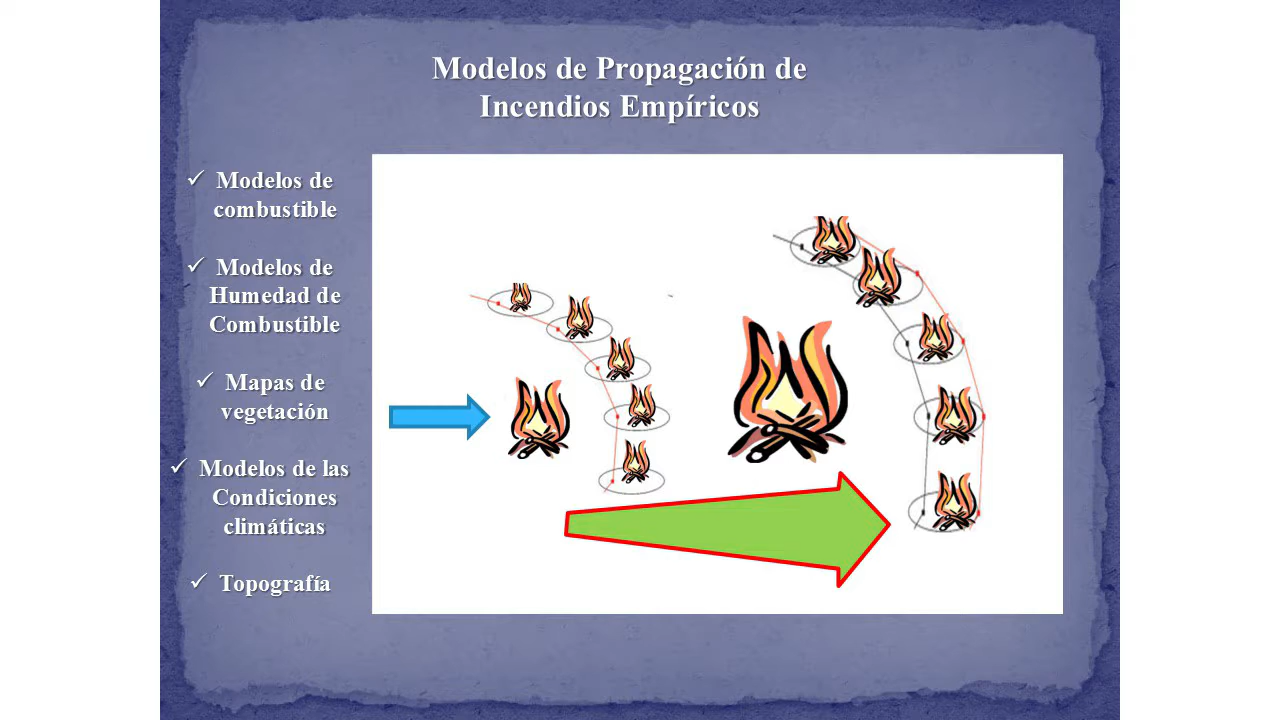 Modelos de Propagación de
Incendios Empíricos
✓ Modelos de
combustible
✓ Modelos de
Humedad de
Combustible
✓ Mapas de
vegetación
✓ Modelos de las
Condiciones
climáticas
✓ Topografía